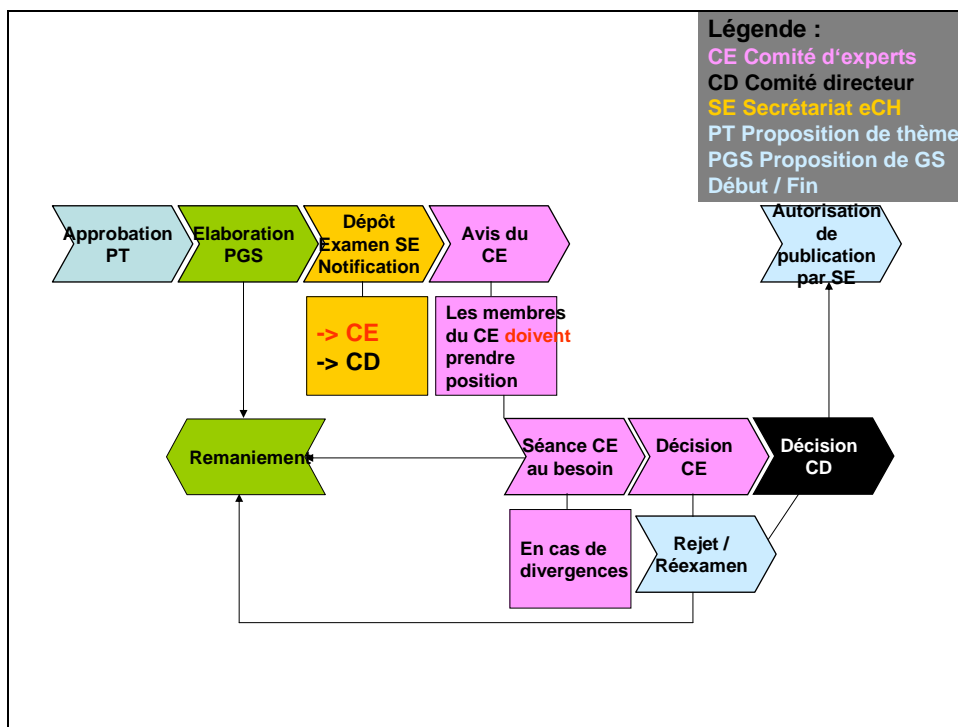 Légende :
CE Comité d‘experts
CD Comité directeur
SE Secrétariat eCH
PT Proposition de thème
PGS Proposition de GS
Début / Fin
Approbation
PT
Elaboration
PGS
Dépôt
Examen SE
Notification
Avis du
CE
Autorisation
de
publication
par SE
-> CE
-> CD
Les membres
du CE doivent
prendre
position
Remaniement
Séance CE
au besoin
Décision
CE
Décision
CD
En cas de
divergences
Rejet /
Réexamen